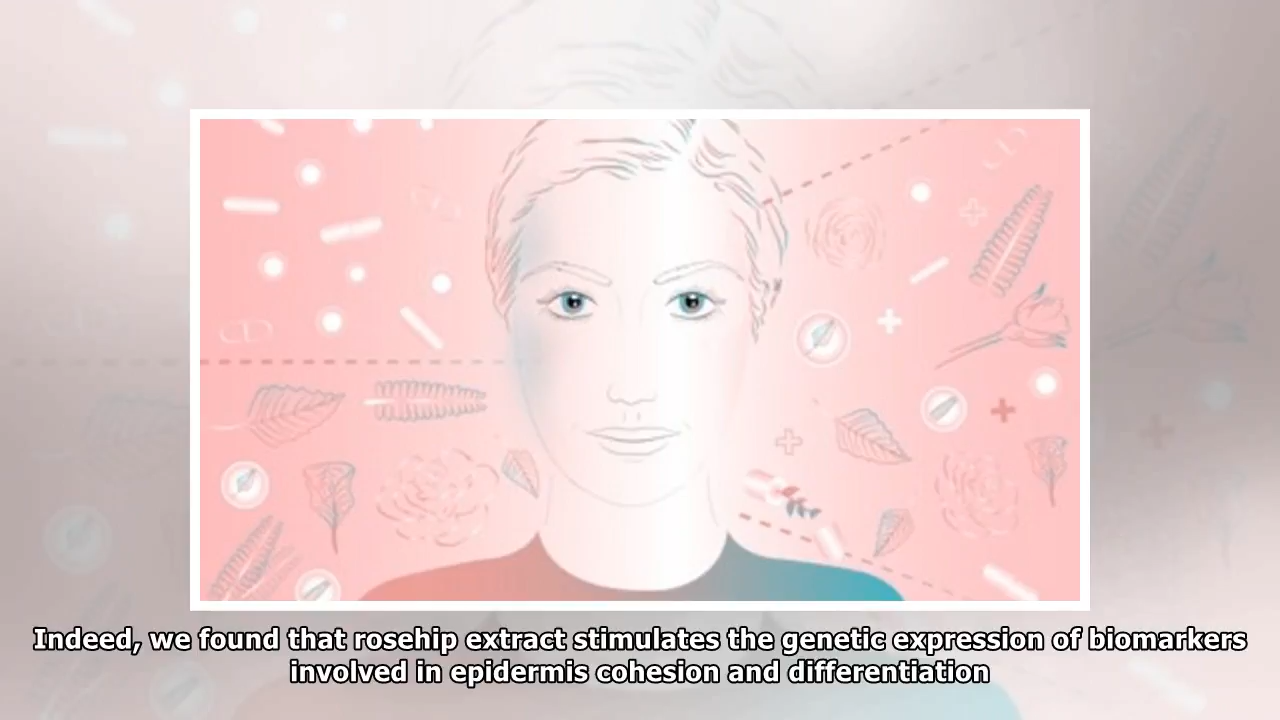 Indeed, we found that rosehip extract stimulates the genetic expression of biomarkers
involved in epidermis cohesion and differentiation